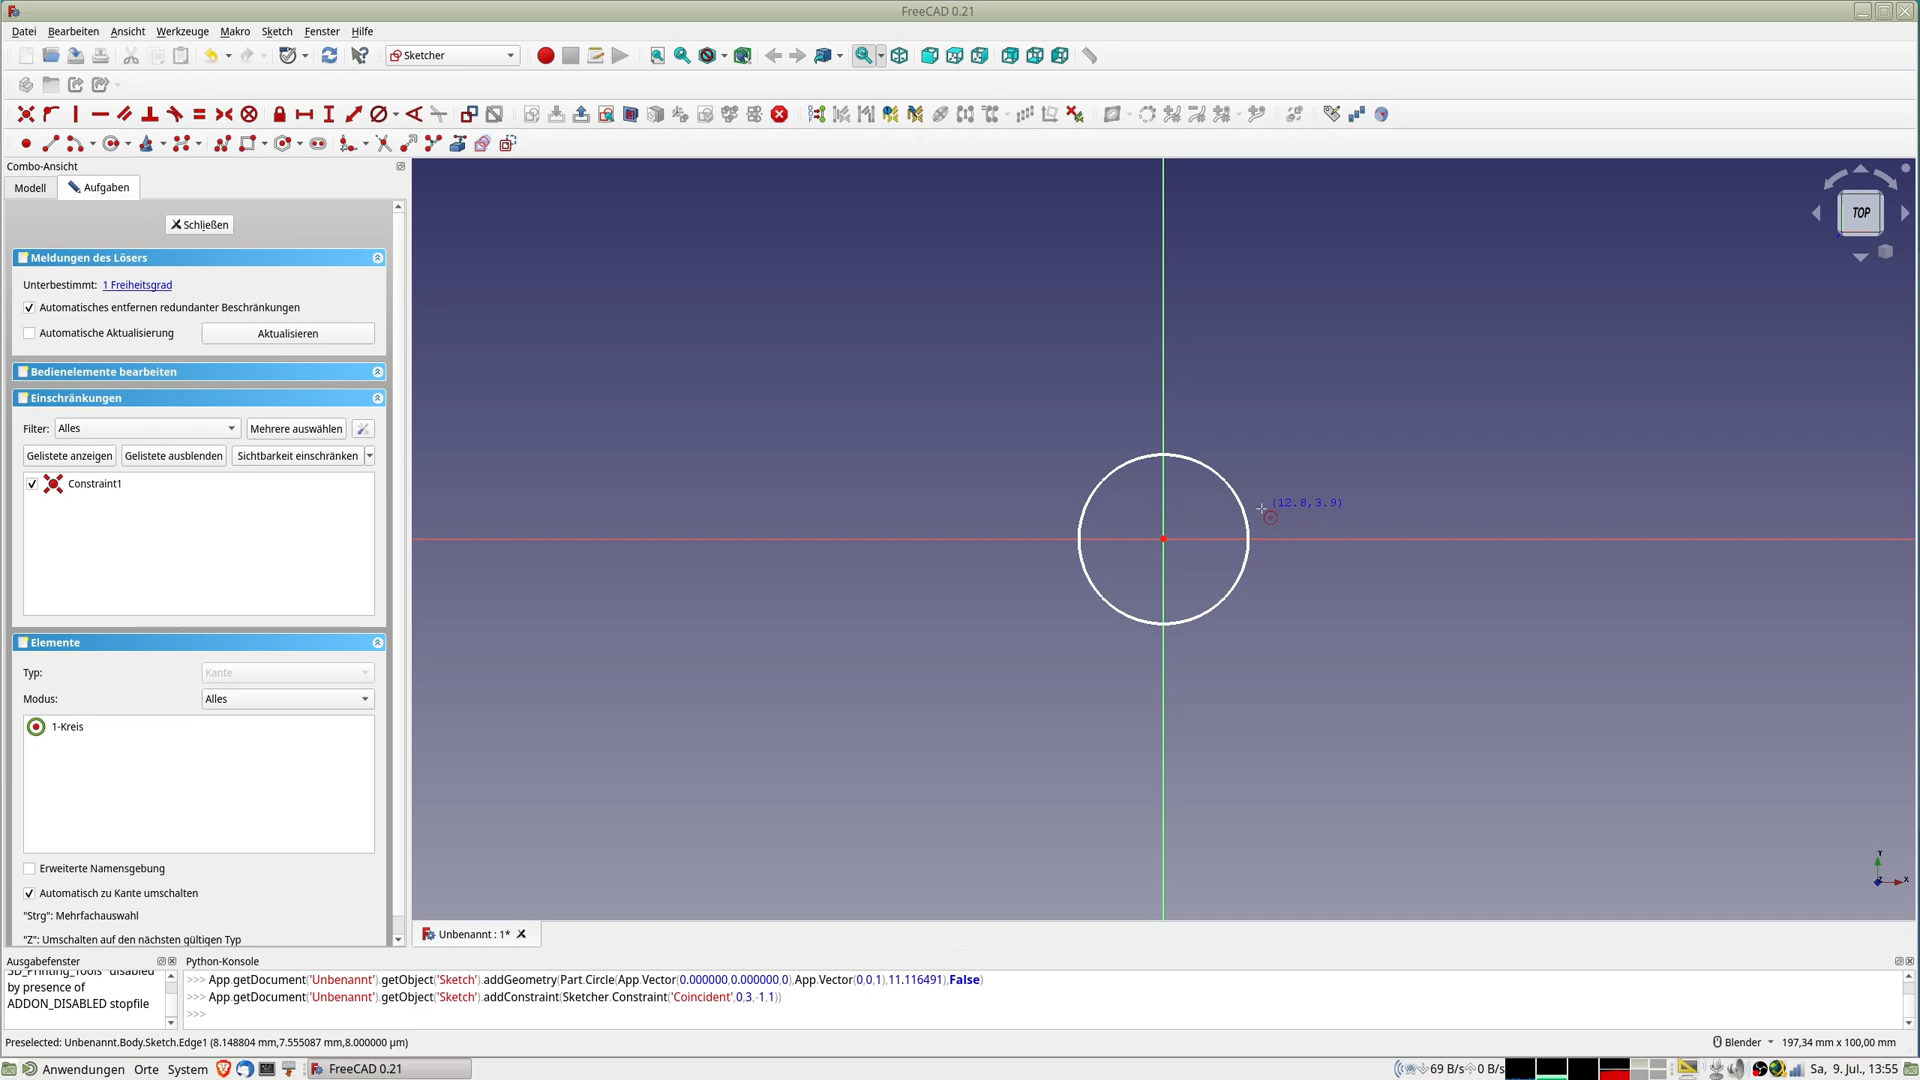 FreeCAD 0.21
Datei Bearbeiten Ansicht Werkzeuge Makro Sketch Fenster Hilfe
Sketcher
Combo-Ansicht
Modell Aufgaben
Schließen
Meldungen des Lösers
Unterbestimmt: 1 Freiheitsgrad
Automatisches entfernen redundanter Beschränkungen
Automatische Aktualisierung Aktualisieren
Bedienelemente bearbeiten
Einschränkungen
Filter: Alles Mehrere auswählen
Gelistete anzeigen Gelistete ausblenden Sichtbarkeit einschränken
Constraint1
Elemente
Typ: Kante
Modus: Alles
1-Kreis
Erweiterte Namensgebung
Automatisch zu Kante umschalten
"Strg": Mehrfachauswahl
"Z": Umschalten auf den nächsten gültigen Typ
(12.8,3.9)
TOP
Y
Z
X
Unbenannt : 1*
Ausgabefenster
3D_Printing_Tools" disabled
by presence of
ADDON_DISABLED stopfile
Python-Konsole
>>> App.getDocument('Unbenannt').getObject('Sketch').addGeometry(Part.Circle(App.Vector(0.000000,0.000000,0),App.Vector(0,0,1),11.116491),False)
>>> App.getDocument('Unbenannt').getObject('Sketch').addConstraint(Sketcher.Constraint('Coincident',0,3,-1,1))
>>>
Preselected: Unbenannt.Body.Sketch.Edge1 (8.148804 mm,7.555087 mm,8.000000 µm)
Blender 197,34 mm x 100,00 mm
Anwendungen Orte System FreeCAD 0.21
69 B/s 0 B/s
Sa, 9. Jul., 13:55